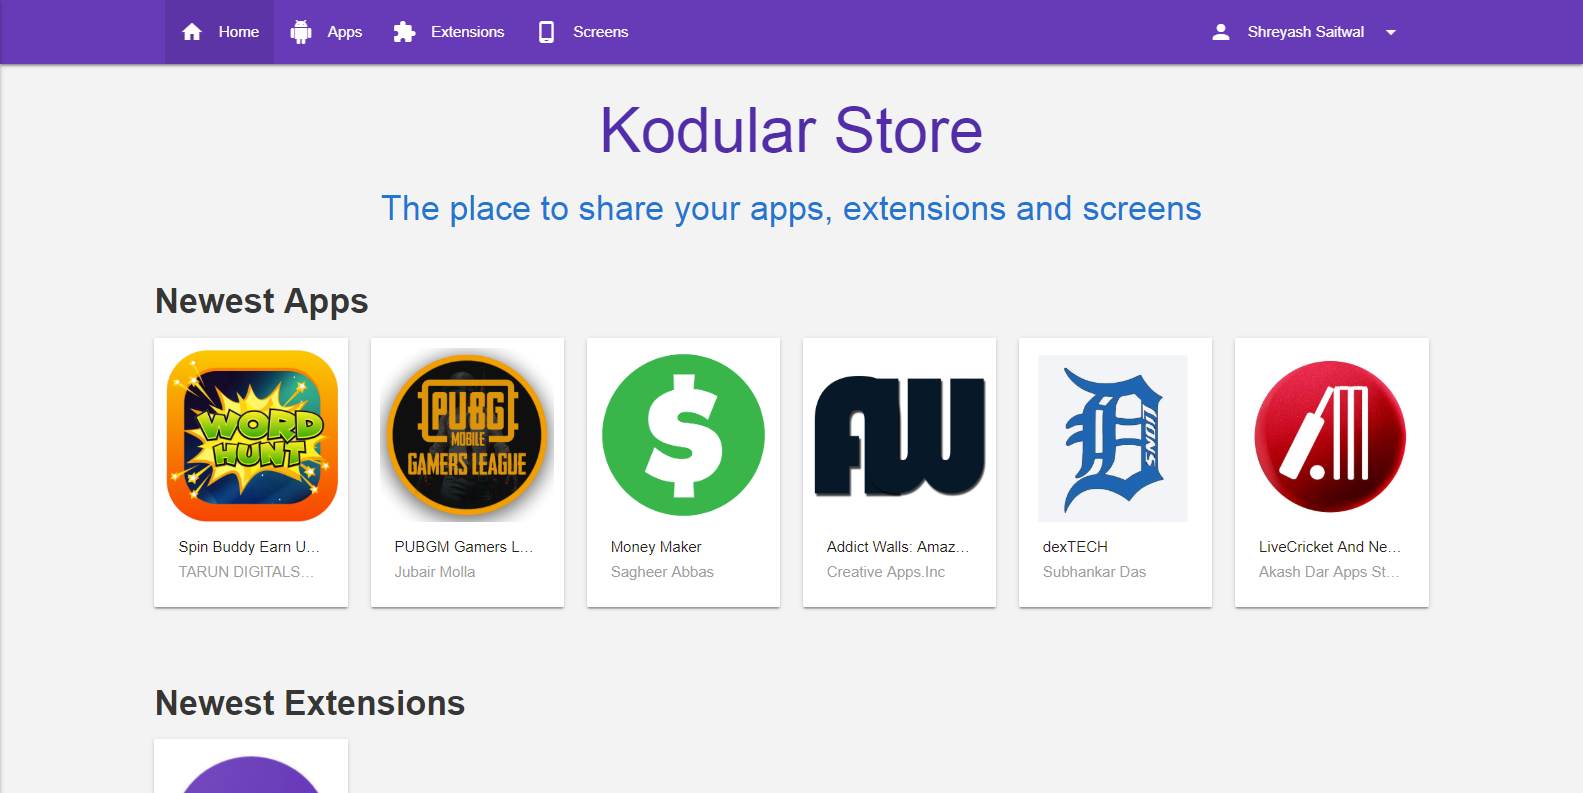 Home Apps Extensions Screens Shreyash Saitwal
Kodular Store
The place to share your apps, extensions and screens
Newest Apps
WORD
HUNT
Spin Buddy Earn U...
TARUN DIGITALS...
PUBG
MOBILE
GAMERS LEAGUE
PUBGM Gamers L...
Jubair Molla
$
Money Maker
Sagheer Abbas
AW
Addict Walls: Amaz...
Creative Apps.Inc
D
dexTECH
Subhankar Das
LiveCricket And Ne...
Akash Dar Apps St...
Newest Extensions